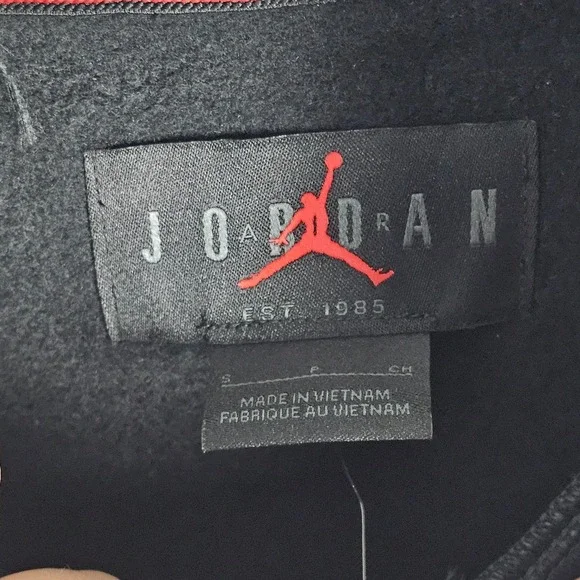 JORDAN
AIR
EST. 1985
S P CH
MADE IN VIETNAM
FABRIQUE AU VIETNAM